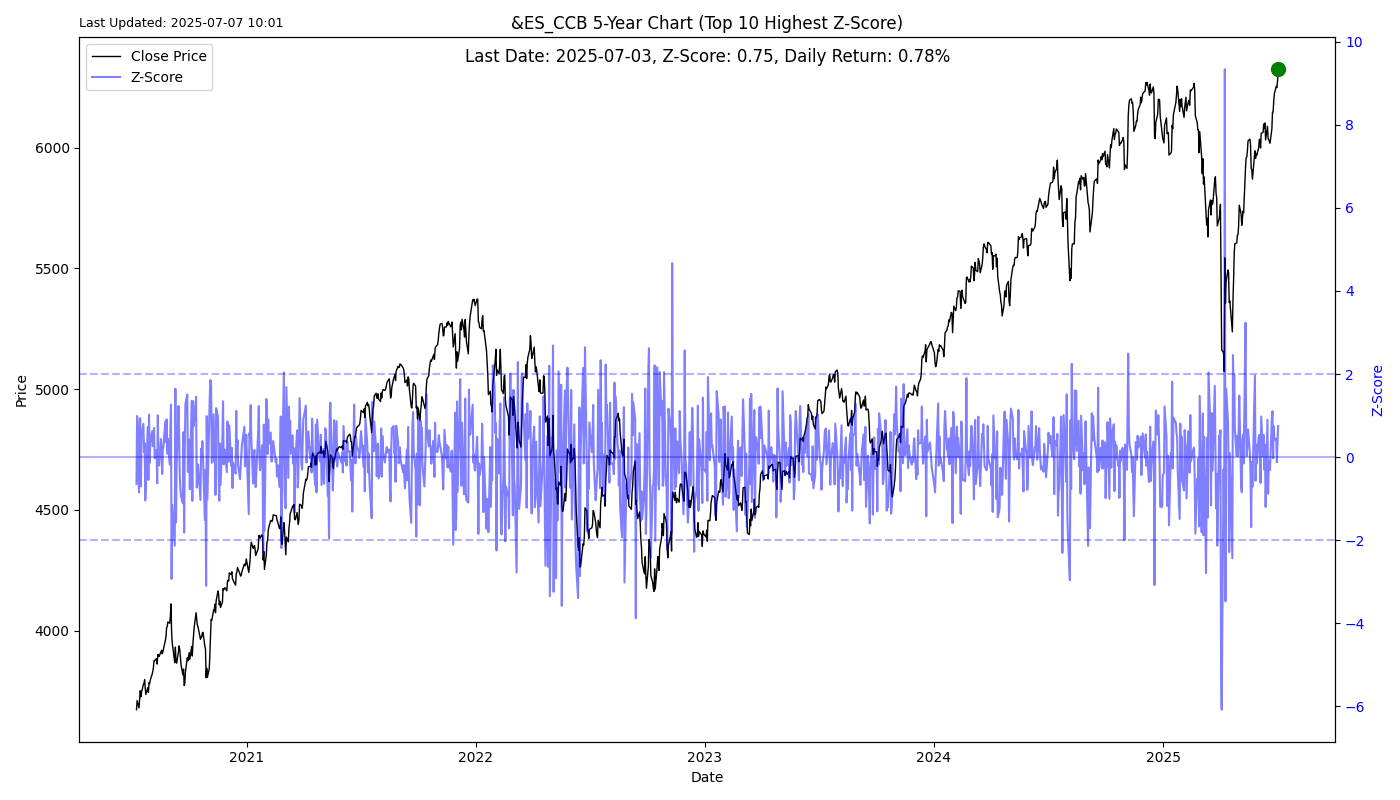 Last Updated: 2025-07-07 10:01
&ES_CCB 5-Year Chart (Top 10 Highest Z-Score)
Last Date: 2025-07-03, Z-Score: 0.75, Daily Return: 0.78%
Close Price
Z-Score
Price
6000
5500
5000
4500
4000
10
8
6
4
2
0
−2
−4
−6
Z-Score
2021
2022
2023
2024
2025
Date